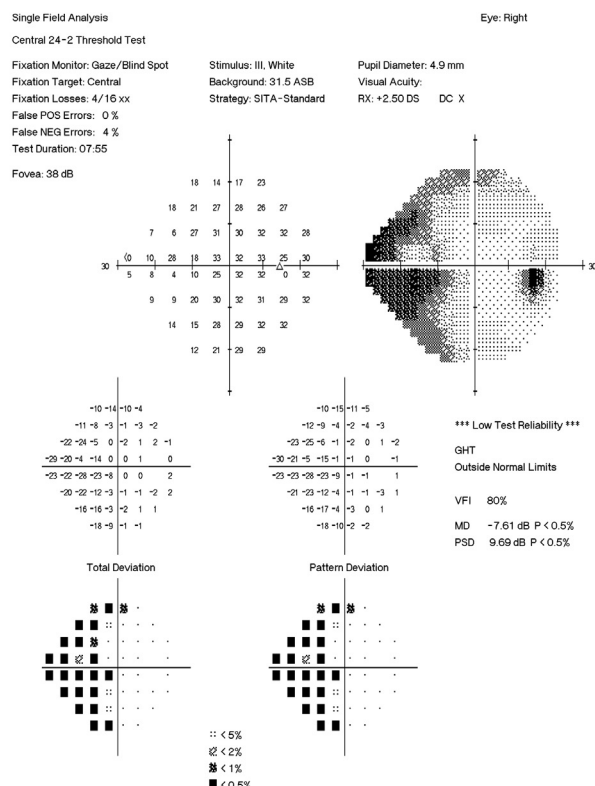 Single Field Analysis Eye: Right
Central 24-2 Threshold Test
Fixation Monitor: Gaze/Blind Spot Stimulus: III, White Pupil Diameter: 4.9 mm
Fixation Target: Central Background: 31.5 ASB Visual Acuity:
Fixation Losses: 4/16 xx Strategy: SITA-Standard RX: +2.50 DS DC X
False POS Errors: 0 %
False NEG Errors: 4 %
Test Duration: 07:55
Fovea: 38 dB
18 14 17 23
18 21 27 28 26 27
7 6 27 31 30 32 32 28
(0 10 28 18 33 32 33 25 30
30 30
5 8 4 10 25 32 32 0 32
9 9 20 30 32 31 29 32
14 15 28 29 32 32
12 21 29 29
-10 -14 -10 -4 -10 -15 -11 -5
-11 -8 -3 -1 -3 -2 -12 -9 -4 -2 -4 -3
*** Low Test Reliability ***
-22 -24 -5 0 -1 2 1 -1 -23 -25 -6 -1 -2 0 1 -2
GHT
-29 -20 -4 -14 0 0 1 -30 -21 -5 -15 -1 0 -1
Outside Normal Limits
-23 -22 -28 -23 -8 0 0 2 -23 -23 -28 -23 -9 -1 -1 1
-20 -22 -12 -3 -1 -1 -2 2 -21 -23 -12 -4 -1 -1 -3 1
VFI 80%
-16 -16 -3 -2 1 1 -16 -17 -4 -3 0 1
MD -7.61 dB P < 0.5%
-18 -9 -1 -1 -18 -10 -2 -2
PSD 9.69 dB P < 0.5%
Total Deviation Pattern Deviation
< 5%
< 2%
< 1%
< 0.5%